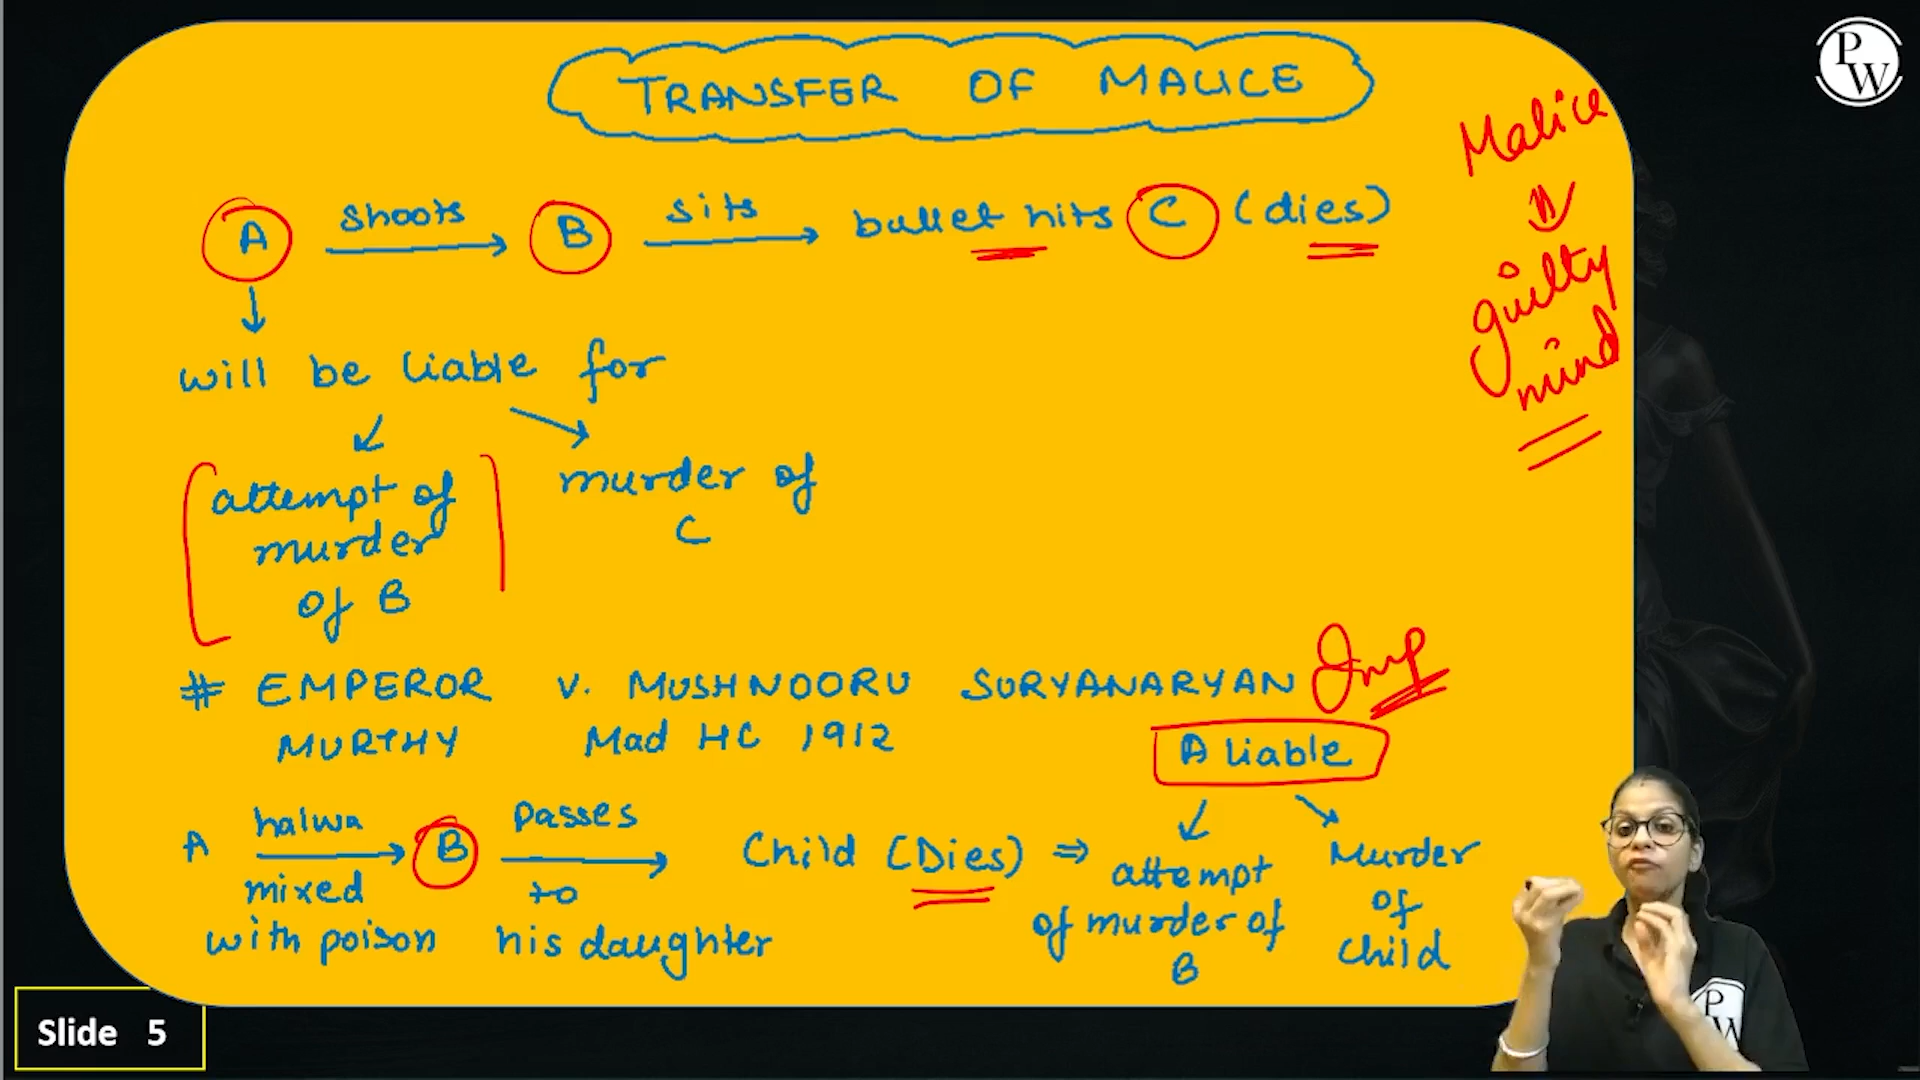 TRANSFER OF MALICE
PW
Malice
A shoots B sits bullet hits C (dies)
guilty
mind
will be liable for
attempt of
murder
of B
murder of
C
# EMPEROR V. MUSHNOORU SURYANARYAN Imp
MURTHY Mad HC 1912
A liable
A halwa mixed with poison B passes to his daughter Child (Dies) ⇒
attempt
of murder of
B
Murder
of
child
Slide 5
PW